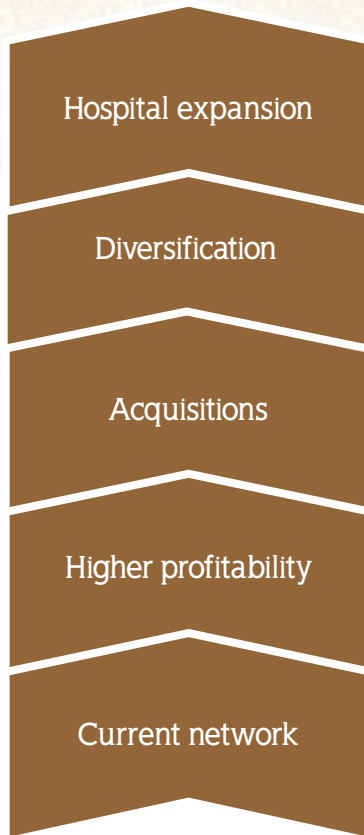 Hospital expansion
Diversification
Acquisitions
Higher profitability
Current network